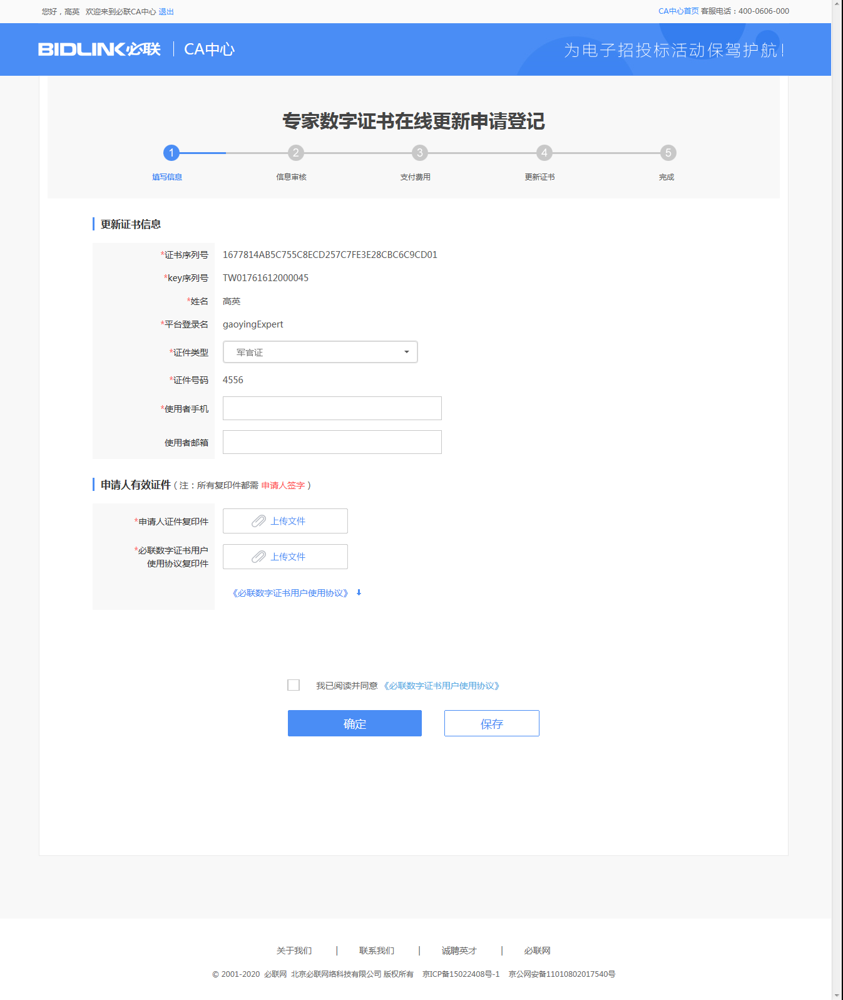 您好，高英 欢迎来到必联CA中心 退出
CA中心首页 客服电话：400-0606-000
BIDLINK必联 | CA中心
为电子招投标活动保驾护航！
专家数字证书在线更新申请登记
1 2 3 4 5
填写信息 信息审核 支付费用 更新证书 完成
更新证书信息
*证书序列号 1677814AB5C755C8ECD257C7FE3E28CBC6C9CD01
*key序列号 TW01761612000045
*姓名 高英
*平台登录名 gaoyingExpert
*证件类型 军官证
*证件号码 4556
*使用者手机
使用者邮箱
申请人有效证件（注：所有复印件都需 申请人签字 ）
*申请人证件复印件 上传文件
*必联数字证书用户
使用协议复印件 上传文件
《必联数字证书用户使用协议》
我已阅读并同意 《必联数字证书用户使用协议》
确定 保存
关于我们 | 联系我们 | 诚聘英才 | 必联网
© 2001-2020 必联网 北京必联网络科技有限公司 版权所有 京ICP备15022408号-1 京公网安备11010802017540号